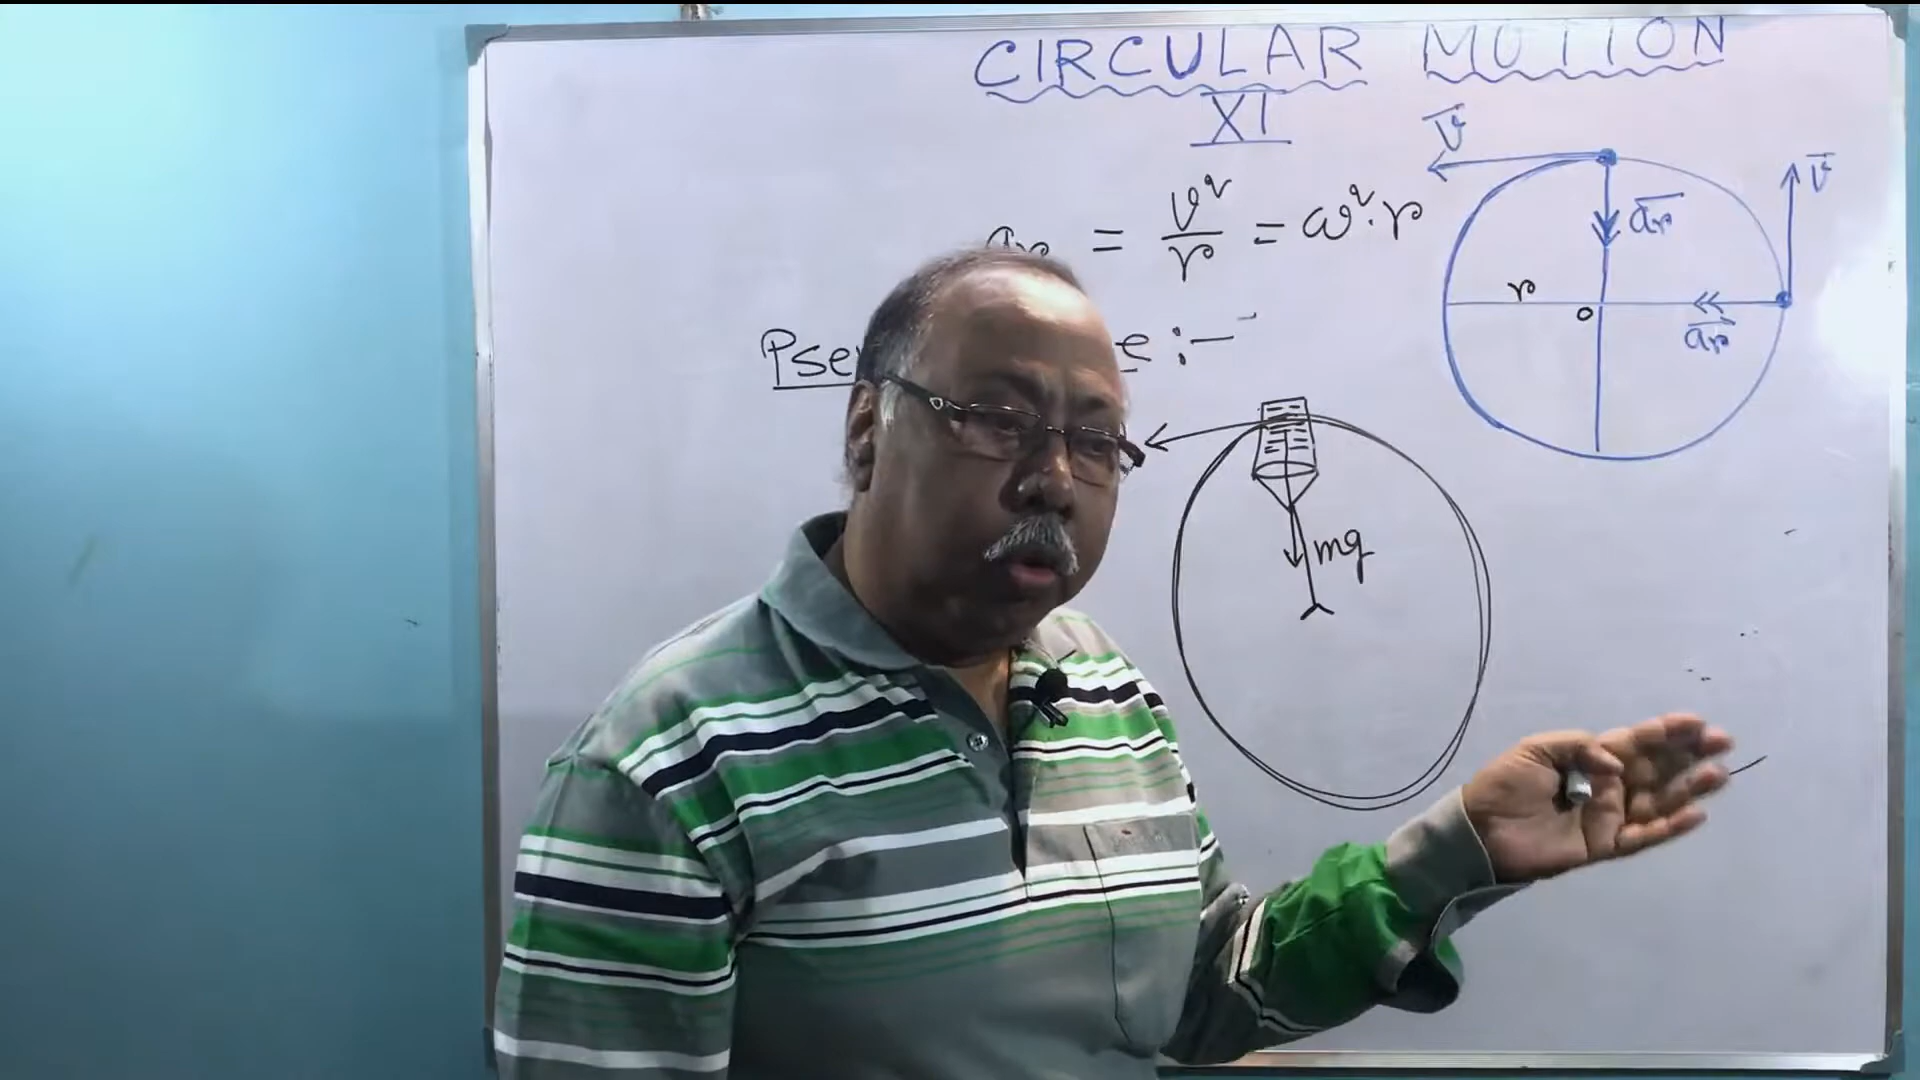 CIRCULAR MOTION
XI
= v²/r = ω²·r
:-
mg
v
v
ar
r
o
ar